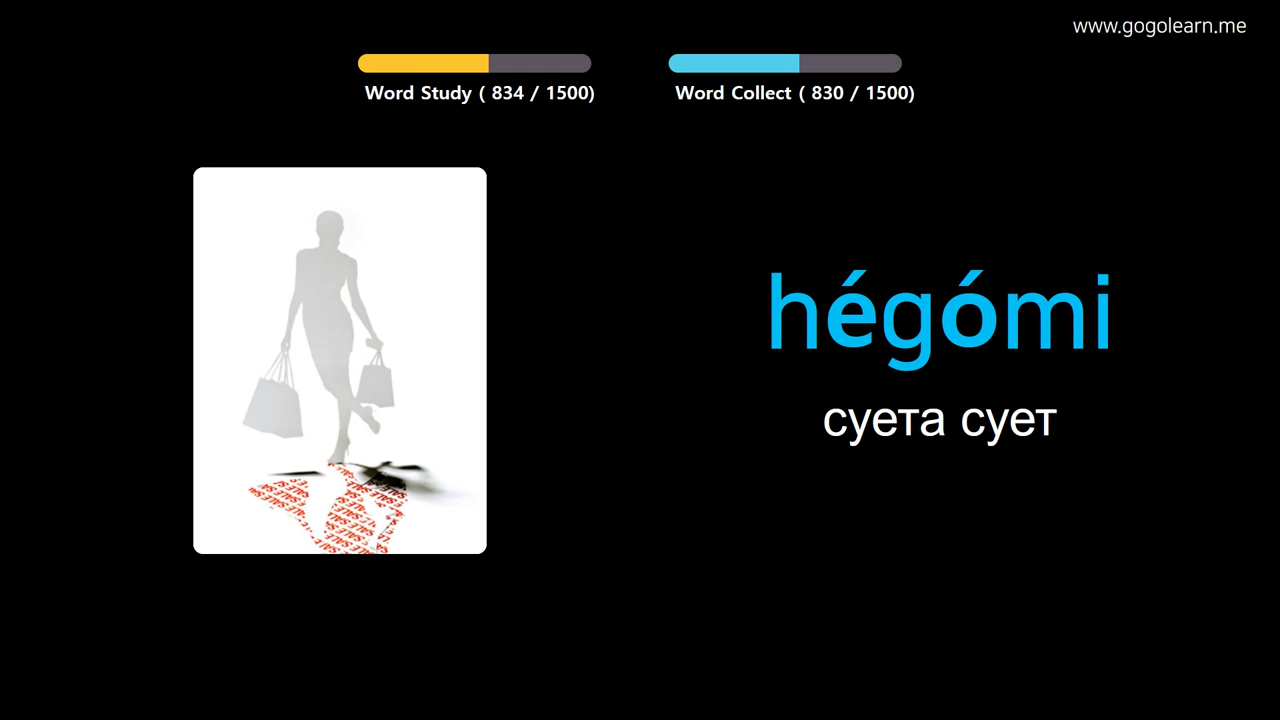 www.gogolearn.me
Word Study ( 834 / 1500)
Word Collect ( 830 / 1500)
hégómi
суета сует